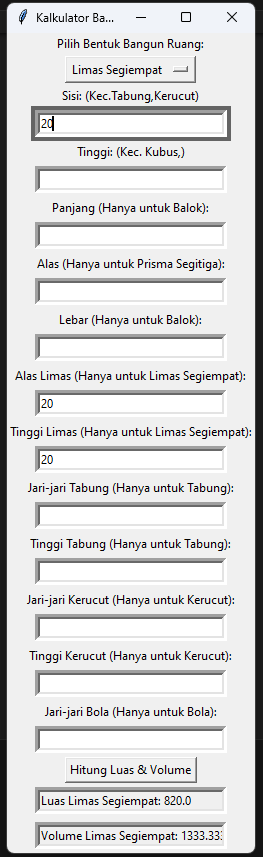 Kalkulator Ba...
Pilih Bentuk Bangun Ruang:
Limas Segiempat
Sisi: (Kec.Tabung,Kerucut)
20
Tinggi: (Kec. Kubus,)
Panjang (Hanya untuk Balok):
Alas (Hanya untuk Prisma Segitiga):
Lebar (Hanya untuk Balok):
Alas Limas (Hanya untuk Limas Segiempat):
20
Tinggi Limas (Hanya untuk Limas Segiempat):
20
Jari-jari Tabung (Hanya untuk Tabung):
Tinggi Tabung (Hanya untuk Tabung):
Jari-jari Kerucut (Hanya untuk Kerucut):
Tinggi Kerucut (Hanya untuk Kerucut):
Jari-jari Bola (Hanya untuk Bola):
Hitung Luas & Volume
Luas Limas Segiempat: 820.0
Volume Limas Segiempat: 1333.333